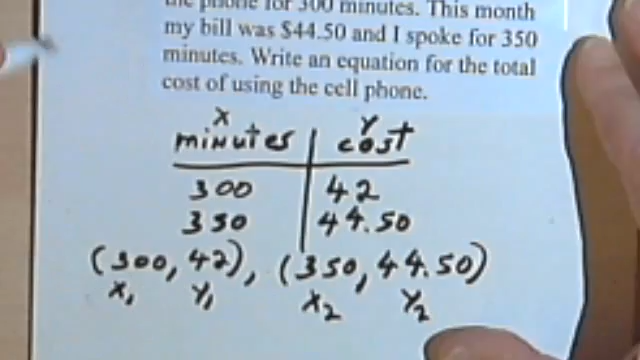 the phone for 300 minutes. This month
my bill was $44.50 and I spoke for 350
minutes. Write an equation for the total
cost of using the cell phone.
X Y
minutes cost
300 42
350 44.50
(300, 42), (350, 44.50)
X₁ Y₁ X₂ Y₂